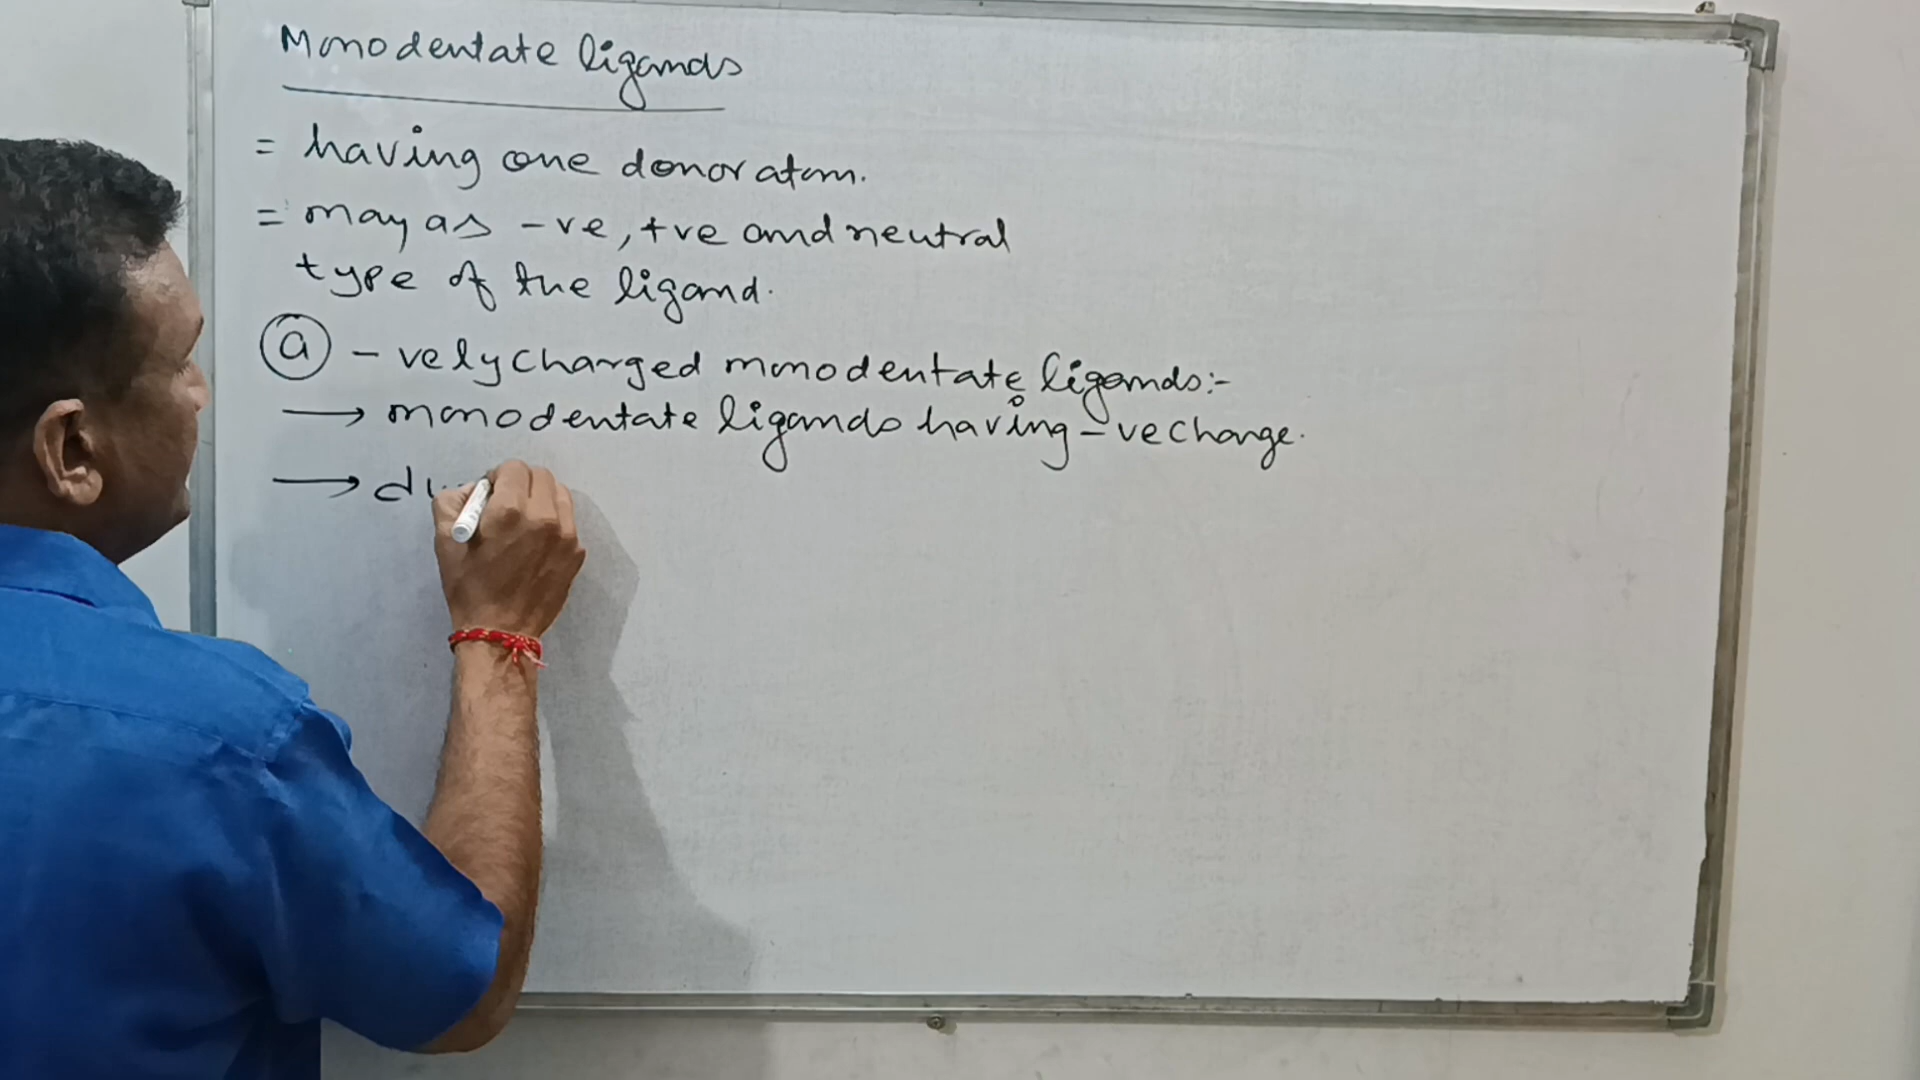 Monodentate ligands
= having one donor atom.
= may as -ve, +ve and neutral
type of the ligand.
(a) -vely charged monodentate ligands:-
→ monodentate ligands having -ve charge.
→